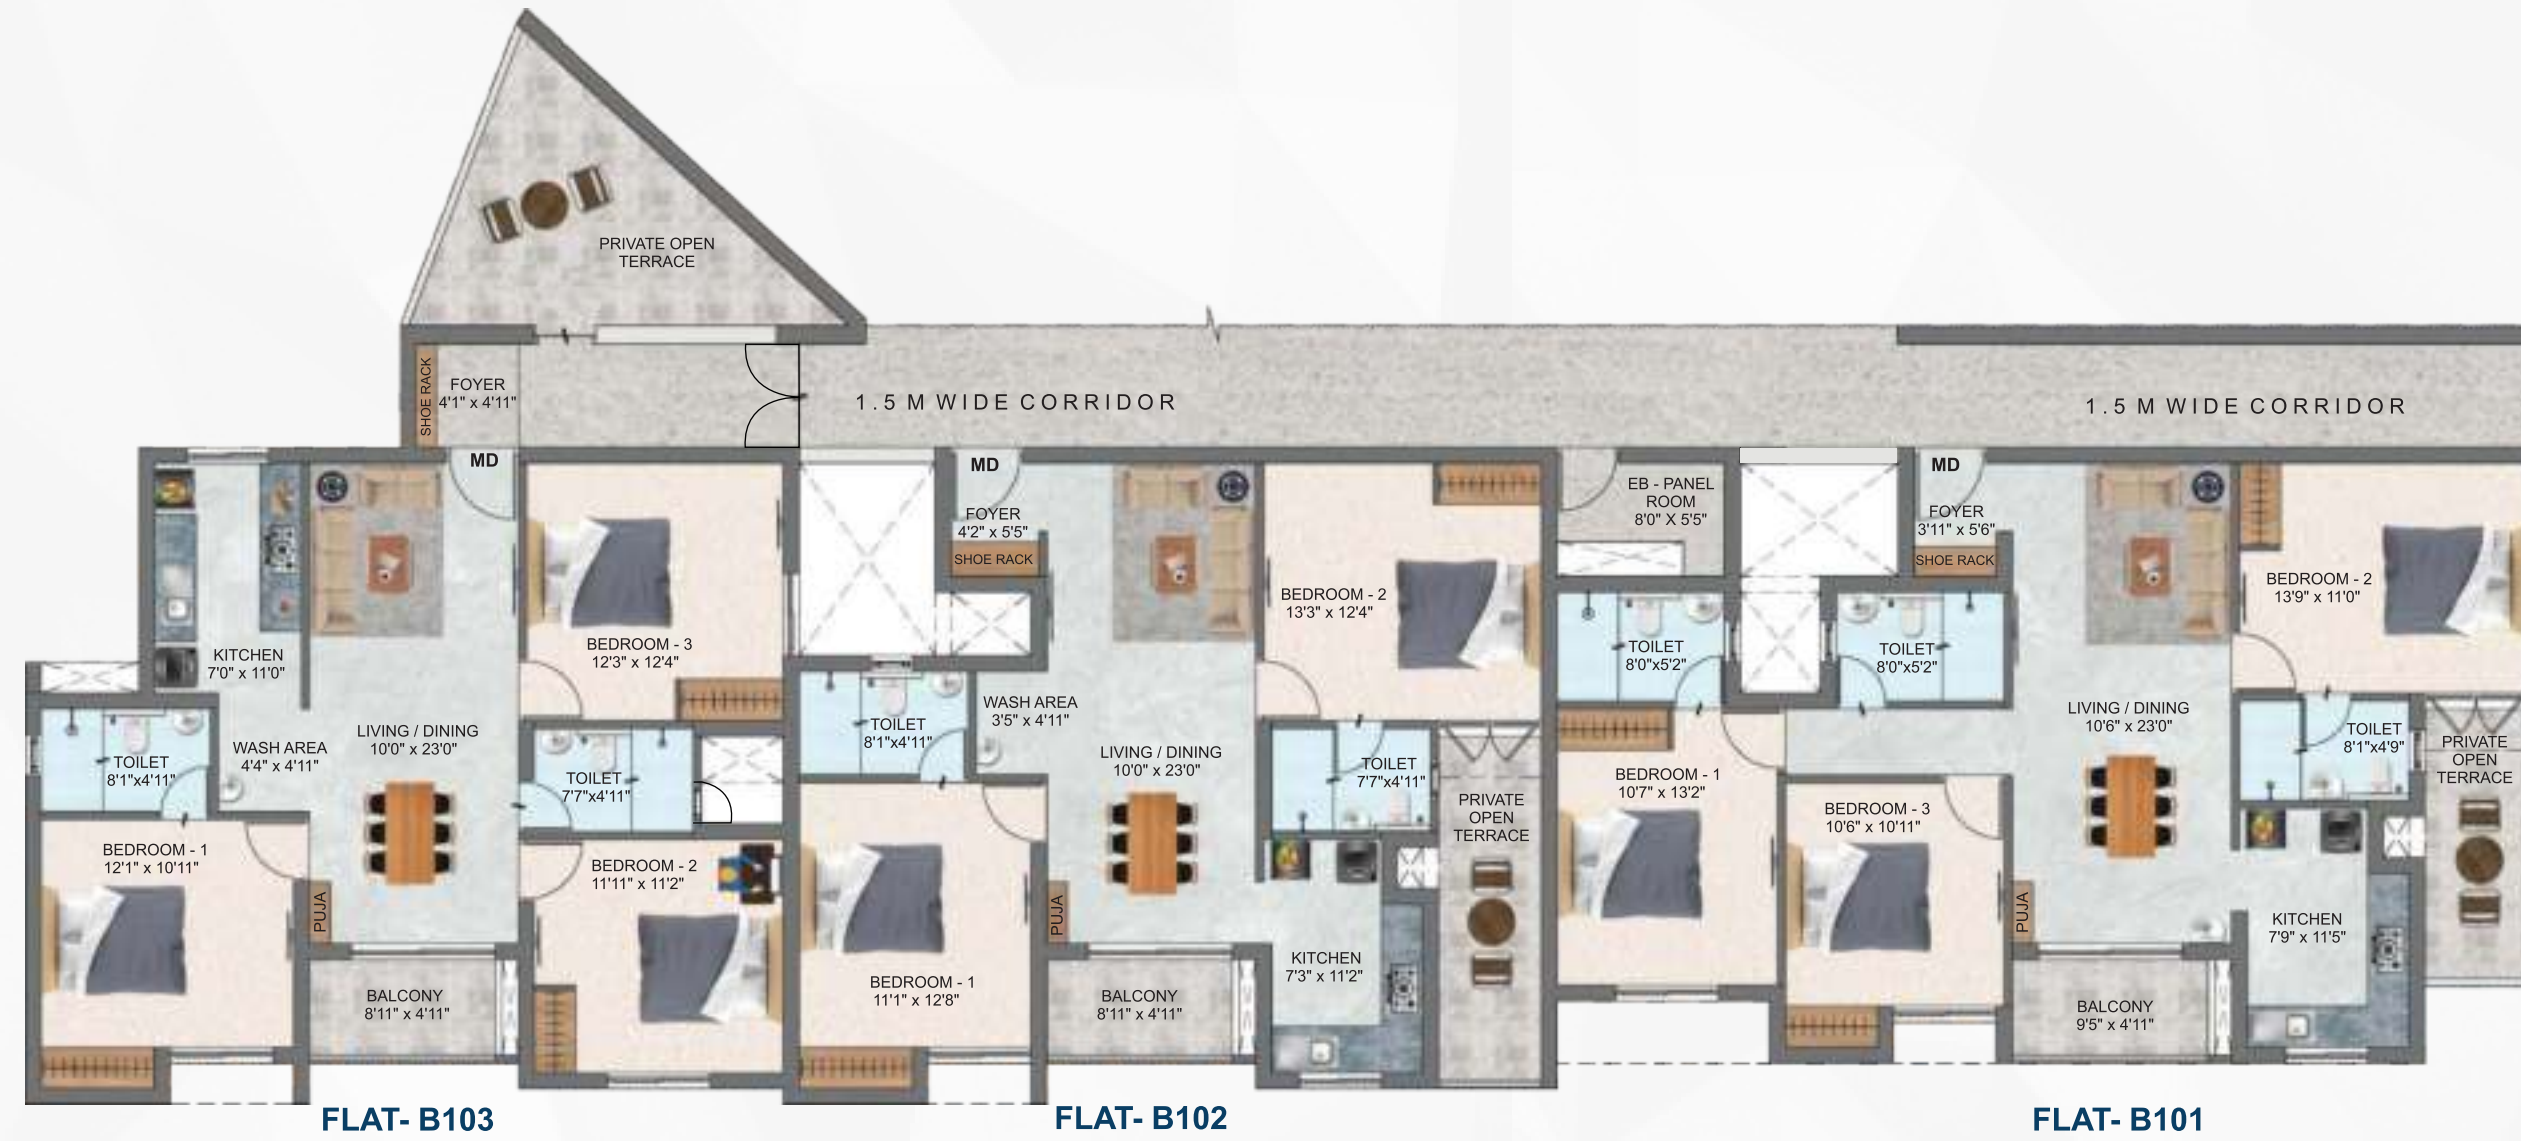 PRIVATE OPEN
TERRACE
SHOE RACK
FOYER
4'1" x 4'11"
1.5 M WIDE CORRIDOR
1.5 M WIDE CORRIDOR
MD
KITCHEN
7'0" x 11'0"
BEDROOM - 3
12'3" x 12'4"
LIVING / DINING
10'0" x 23'0"
WASH AREA
4'4" x 4'11"
TOILET
8'1"x4'11"
TOILET
7'7"x4'11"
BEDROOM - 1
12'1" x 10'11"
PUJA
BEDROOM - 2
11'11" x 11'2"
BALCONY
8'11" x 4'11"
FLAT- B103
MD
FOYER
4'2" x 5'5"
SHOE RACK
BEDROOM - 2
13'3" x 12'4"
WASH AREA
3'5" x 4'11"
TOILET
8'1"x4'11"
LIVING / DINING
10'0" x 23'0"
TOILET
7'7"x4'11"
PRIVATE
OPEN
TERRACE
PUJA
BEDROOM - 1
11'1" x 12'8"
BALCONY
8'11" x 4'11"
KITCHEN
7'3" x 11'2"
FLAT- B102
EB - PANEL
ROOM
8'0" X 5'5"
MD
FOYER
3'11" x 5'6"
SHOE RACK
BEDROOM - 2
13'9" x 11'0"
TOILET
8'0"x5'2"
TOILET
8'0"x5'2"
LIVING / DINING
10'6" x 23'0"
TOILET
8'1"x4'9"
PRIVATE
OPEN
TERRACE
BEDROOM - 1
10'7" x 13'2"
BEDROOM - 3
10'6" x 10'11"
PUJA
KITCHEN
7'9" x 11'5"
BALCONY
9'5" x 4'11"
FLAT- B101